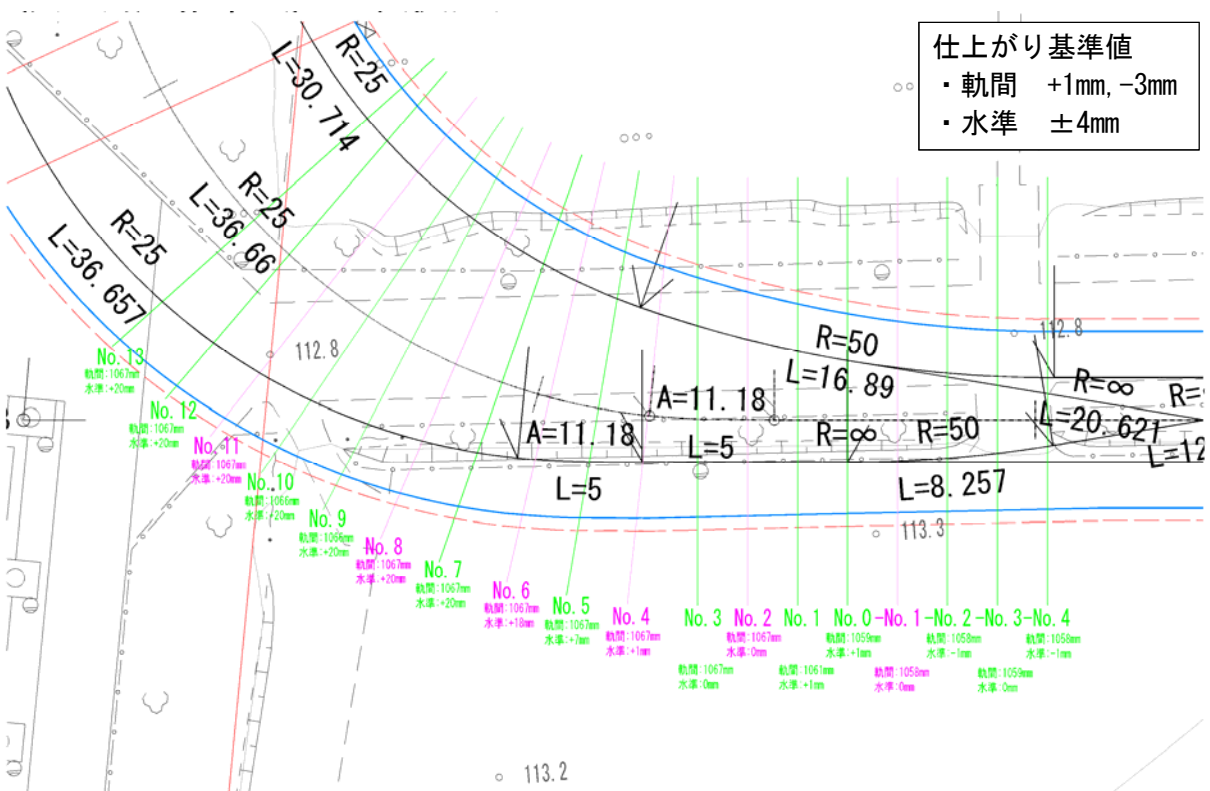 仕上がり基準値
・軌間　+1mm,-3mm
・水準　±4mm
R=25
L=30.714
R=25
L=36.66
R=25
L=36.657
112.8
112.8
R=50
L=16.89
R=∞
R=
A=11.18
A=11.18
L=5
R=∞
R=50
L=20.621
L=12
L=5
L=8.257
113.3
113.2
No.13
軌間:1067mm
水準:+20mm
No.12
軌間:1067mm
水準:+20mm
No.11
軌間:1067mm
水準:+20mm
No.10
軌間:1066mm
水準:+20mm
No.9
軌間:1066mm
水準:+20mm
No.8
軌間:1067mm
水準:+20mm
No.7
軌間:1067mm
水準:+20mm
No.6
軌間:1067mm
水準:+18mm
No.5
軌間:1067mm
水準:+7mm
No.4
軌間:1067mm
水準:+1mm
No.3
軌間:1067mm
水準:0mm
No.2
軌間:1067mm
水準:0mm
No.1
軌間:1061mm
水準:+1mm
No.0
軌間:1059mm
水準:+1mm
-No.1
軌間:1058mm
水準:0mm
-No.2
軌間:1058mm
水準:-1mm
-No.3
軌間:1059mm
水準:0mm
-No.4
軌間:1058mm
水準:-1mm